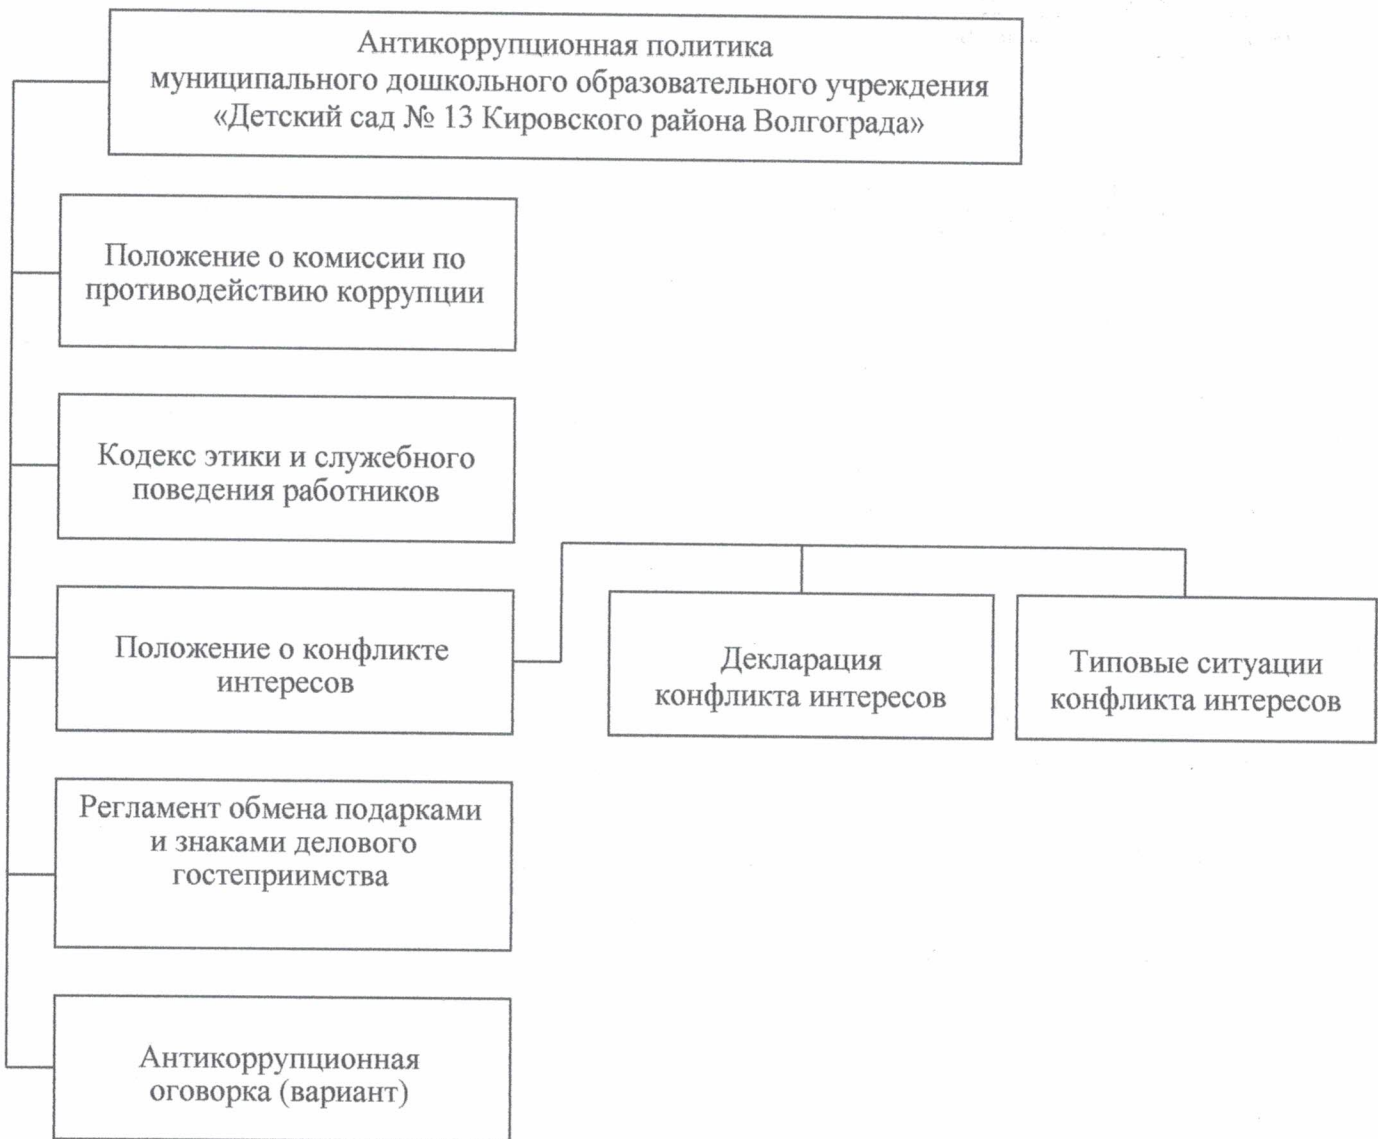 Антикоррупционная политика
муниципального дошкольного образовательного учреждения
«Детский сад № 13 Кировского района Волгограда»
Положение о комиссии по
противодействию коррупции
Кодекс этики и служебного
поведения работников
Положение о конфликте
интересов
Декларация
конфликта интересов
Типовые ситуации
конфликта интересов
Регламент обмена подарками
и знаками делового
гостеприимства
Антикоррупционная
оговорка (вариант)